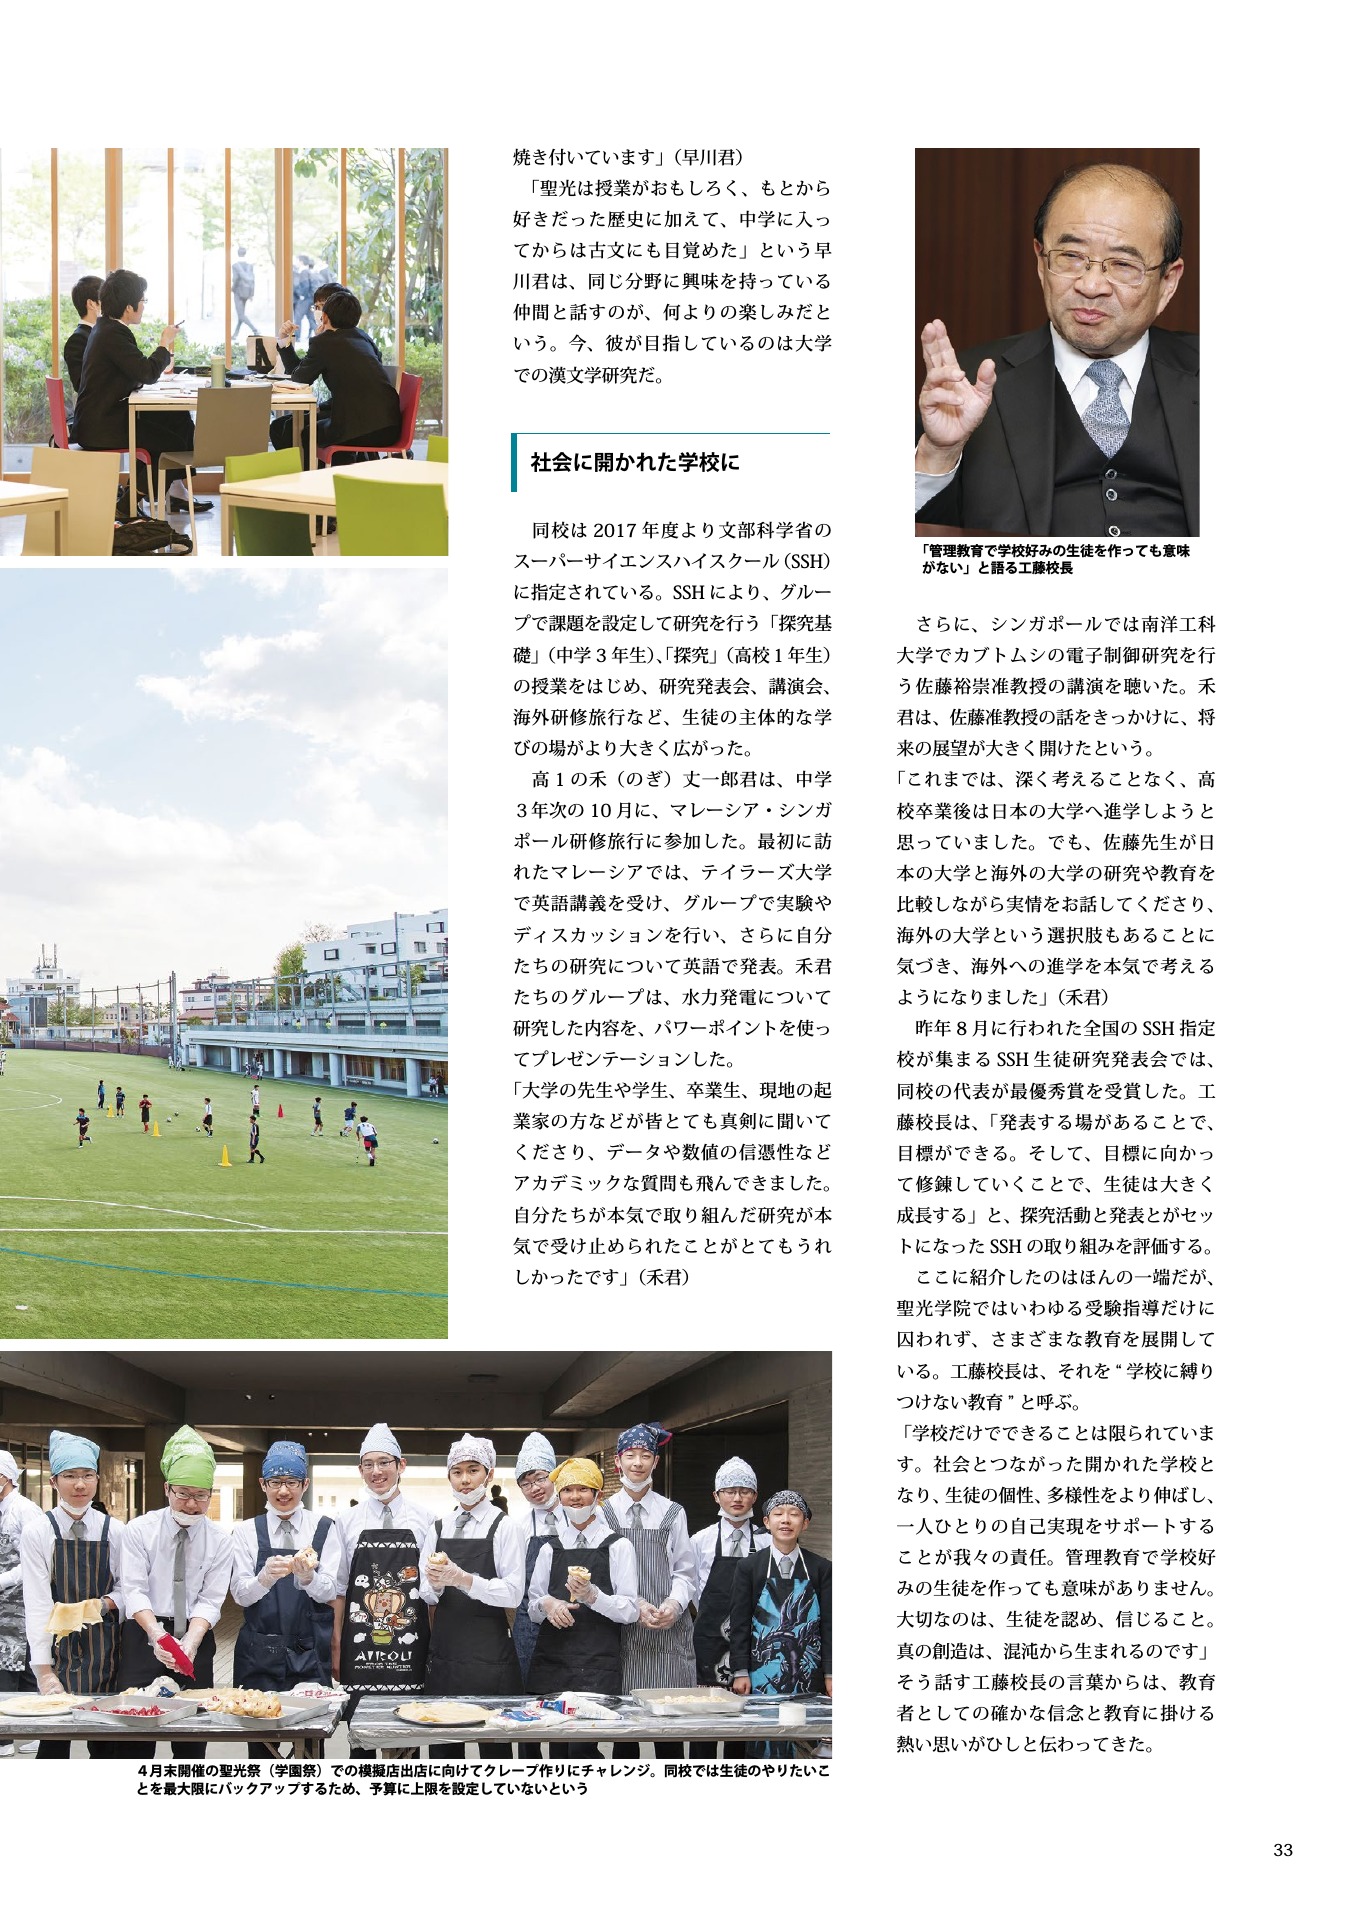 焼き付いています」（早川君）
「聖光は授業がおもしろく、もとから
好きだった歴史に加えて、中学に入っ
てからは古文にも目覚めた」という早
川君は、同じ分野に興味を持っている
仲間と話すのが、何よりの楽しみだと
いう。今、彼が目指しているのは大学
での漢文学研究だ。
社会に開かれた学校に
同校は 2017 年度より文部科学省の
スーパーサイエンスハイスクール（SSH）
に指定されている。SSH により、グルー
プで課題を設定して研究を行う「探究基
礎」（中学 3 年生）、「探究」（高校 1 年生）
の授業をはじめ、研究発表会、講演会、
海外研修旅行など、生徒の主体的な学
びの場がより大きく広がった。
高 1 の禾（のぎ）丈一郎君は、中学
3 年次の 10 月に、マレーシア・シンガ
ポール研修旅行に参加した。最初に訪
れたマレーシアでは、テイラーズ大学
で英語講義を受け、グループで実験や
ディスカッションを行い、さらに自分
たちの研究について英語で発表。禾君
たちのグループは、水力発電について
研究した内容を、パワーポイントを使っ
てプレゼンテーションした。
「大学の先生や学生、卒業生、現地の起
業家の方などが皆とても真剣に聞いて
くださり、データや数値の信憑性など
アカデミックな質問も飛んできました。
自分たちが本気で取り組んだ研究が本
気で受け止められたことがとてもうれ
しかったです」（禾君）
「管理教育で学校好みの生徒を作っても意味
がない」と語る工藤校長
さらに、シンガポールでは南洋工科
大学でカブトムシの電子制御研究を行
う佐藤裕崇准教授の講演を聴いた。禾
君は、佐藤准教授の話をきっかけに、将
来の展望が大きく開けたという。
「これまでは、深く考えることなく、高
校卒業後は日本の大学へ進学しようと
思っていました。でも、佐藤先生が日
本の大学と海外の大学の研究や教育を
比較しながら実情をお話してくださり、
海外の大学という選択肢もあることに
気づき、海外への進学を本気で考える
ようになりました」（禾君）
昨年 8 月に行われた全国の SSH 指定
校が集まる SSH 生徒研究発表会では、
同校の代表が最優秀賞を受賞した。工
藤校長は、「発表する場があることで、
目標ができる。そして、目標に向かっ
て修錬していくことで、生徒は大きく
成長する」と、探究活動と発表とがセッ
トになった SSH の取り組みを評価する。
ここに紹介したのはほんの一端だが、
聖光学院ではいわゆる受験指導だけに
囚われず、さまざまな教育を展開して
いる。工藤校長は、それを “ 学校に縛り
つけない教育 ” と呼ぶ。
「学校だけでできることは限られていま
す。社会とつながった開かれた学校と
なり、生徒の個性、多様性をより伸ばし、
一人ひとりの自己実現をサポートする
ことが我々の責任。管理教育で学校好
みの生徒を作っても意味がありません。
大切なのは、生徒を認め、信じること。
真の創造は、混沌から生まれるのです」
そう話す工藤校長の言葉からは、教育
者としての確かな信念と教育に掛ける
熱い思いがひしと伝わってきた。
AIROU
4月末開催の聖光祭（学園祭）での模擬店出店に向けてクレープ作りにチャレンジ。同校では生徒のやりたいこ
とを最大限にバックアップするため、予算に上限を設定していないという
33